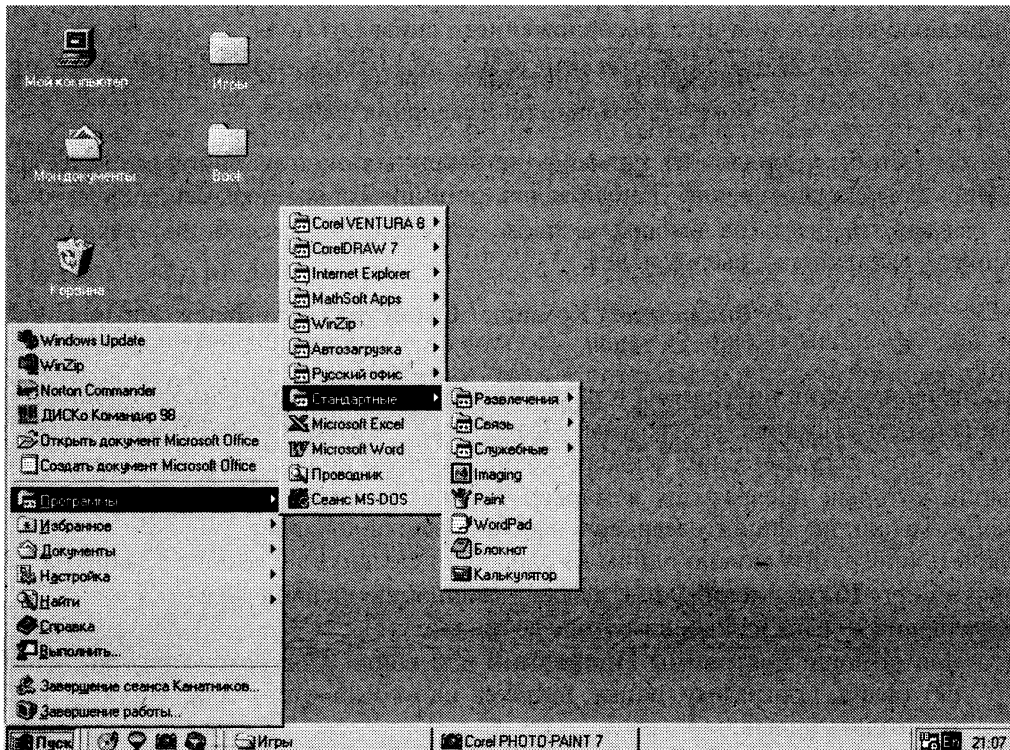 Мой компьютер
Игры
Мои документы
Book
Корзина
Corel VENTURA 8
CorelDRAW 7
Internet Explorer
MathSoft Apps
WinZip
Автозагрузка
Русский офис
Стандартные
Microsoft Excel
Microsoft Word
Проводник
Сеанс MS-DOS
Развлечения
Связь
Служебные
Imaging
Paint
WordPad
Блокнот
Калькулятор
Windows Update
WinZip
Norton Commander
ДИСКо Командир 98
Открыть документ Microsoft Office
Создать документ Microsoft Office
Программы
Избранное
Документы
Настройка
Найти
Справка
Выполнить...
Завершение сеанса Канатников...
Завершение работы...
Пуск
Игры
Corel PHOTO-PAINT 7
En
21:07